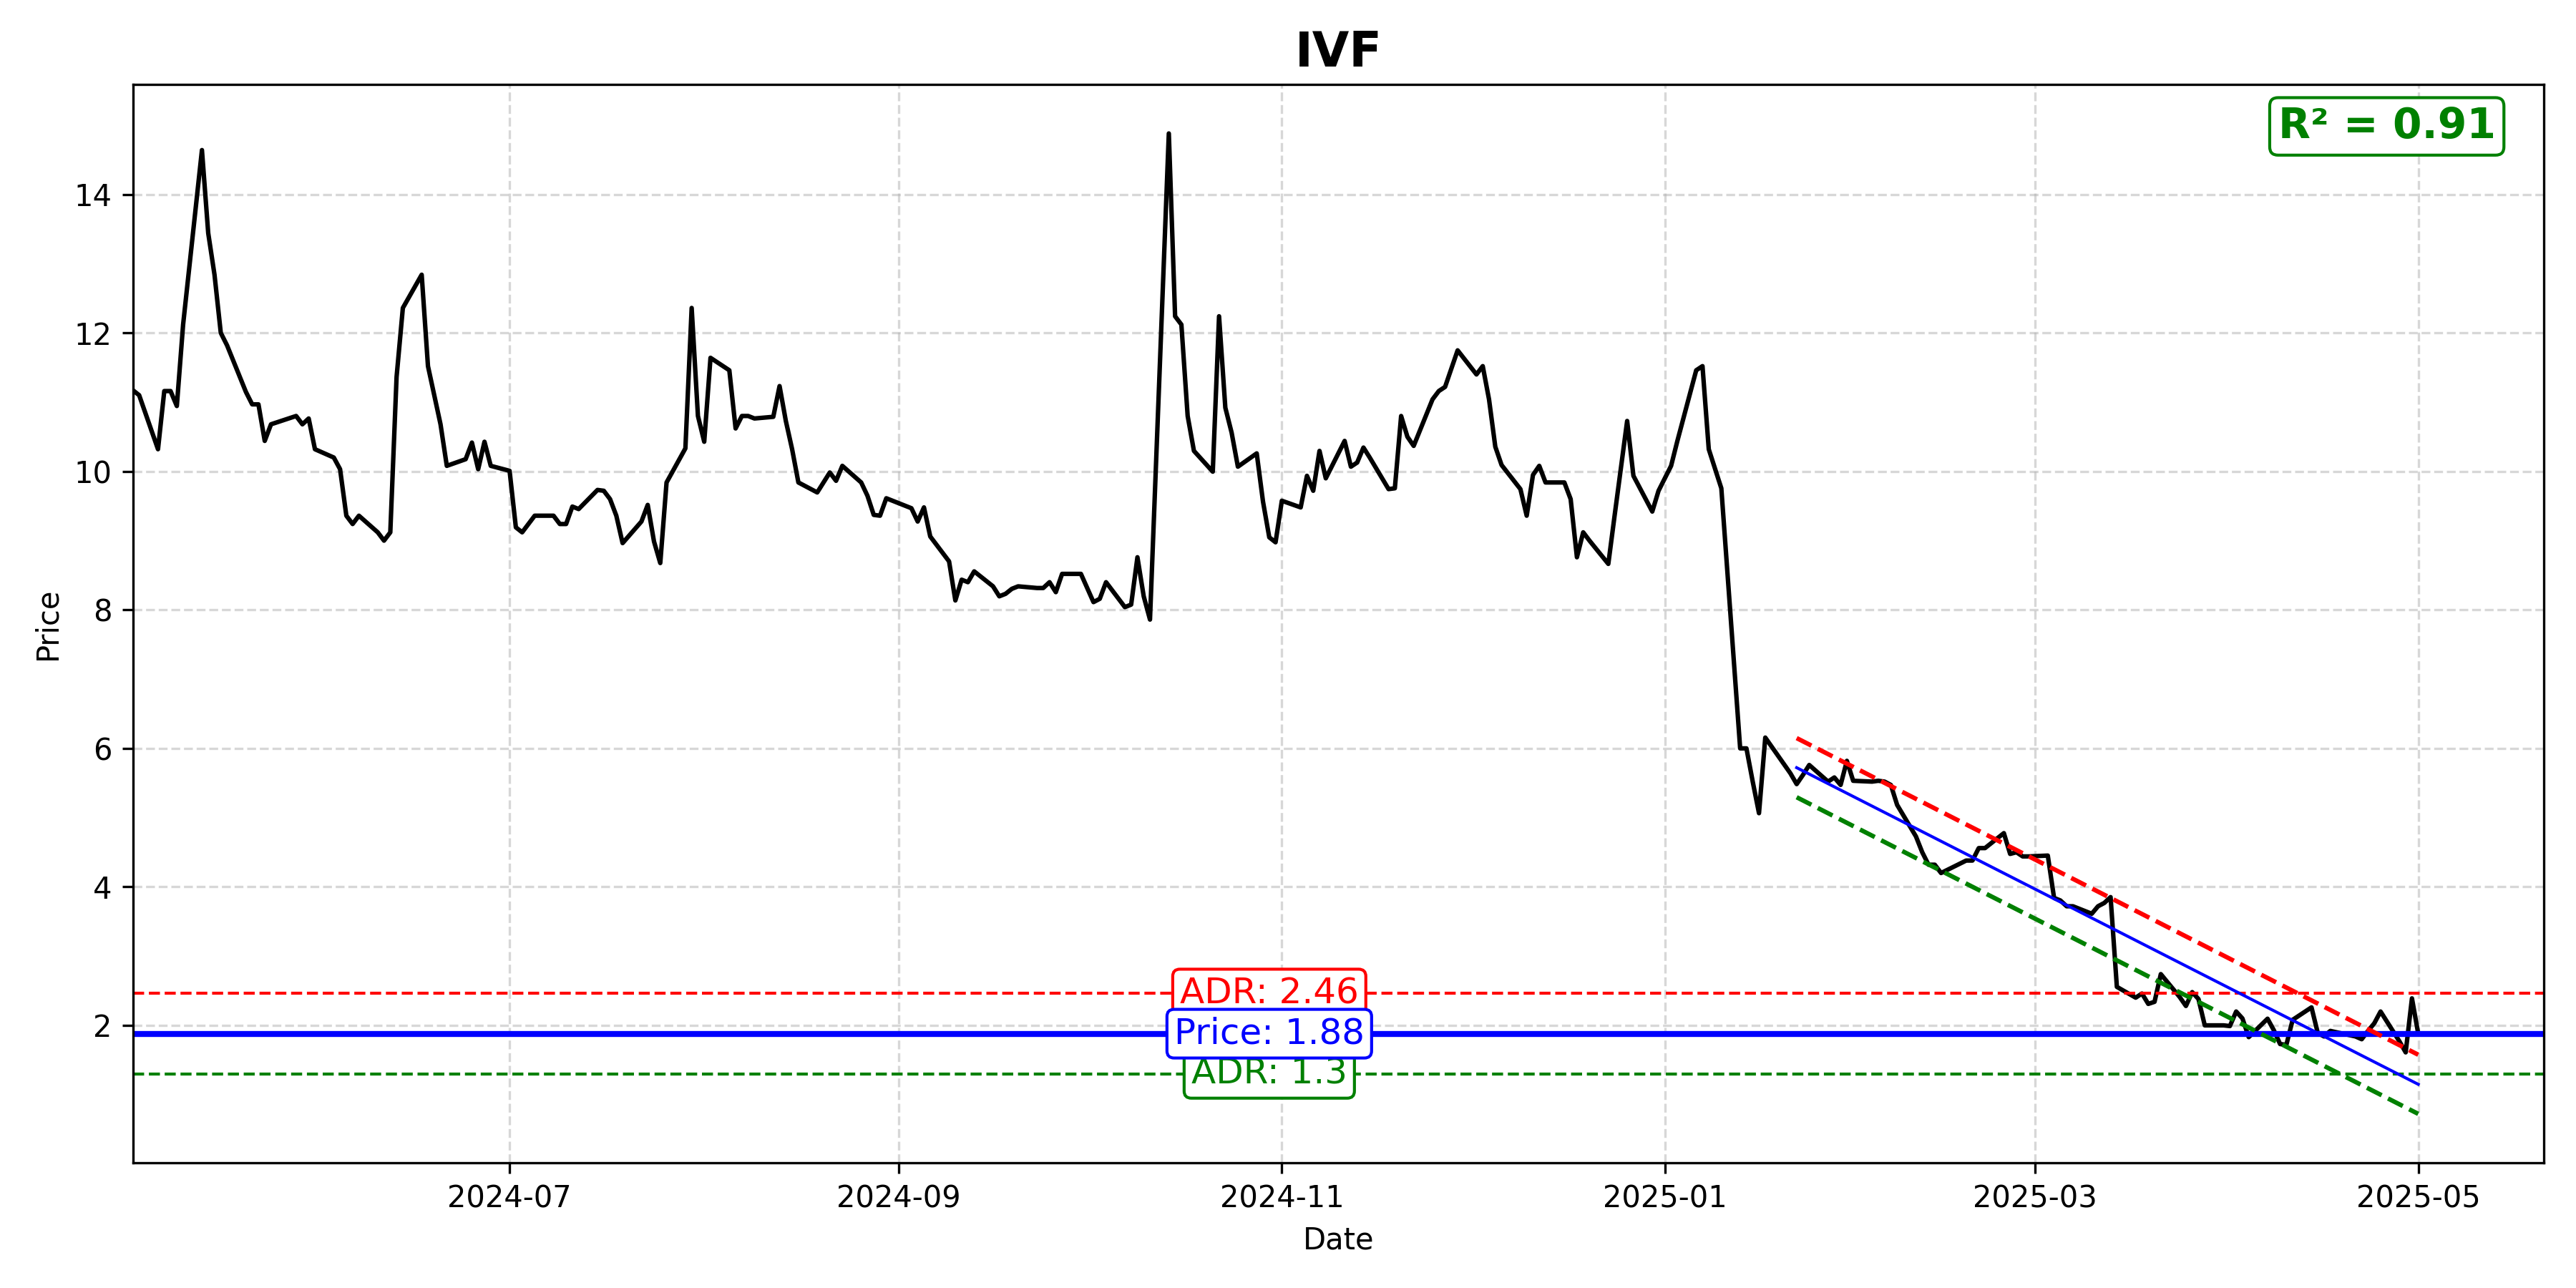 IVF
R² = 0.91
Price
14
12
10
8
6
4
2
ADR: 2.46
Price: 1.88
ADR: 1.3
2024-07
2024-09
2024-11
2025-01
2025-03
2025-05
Date